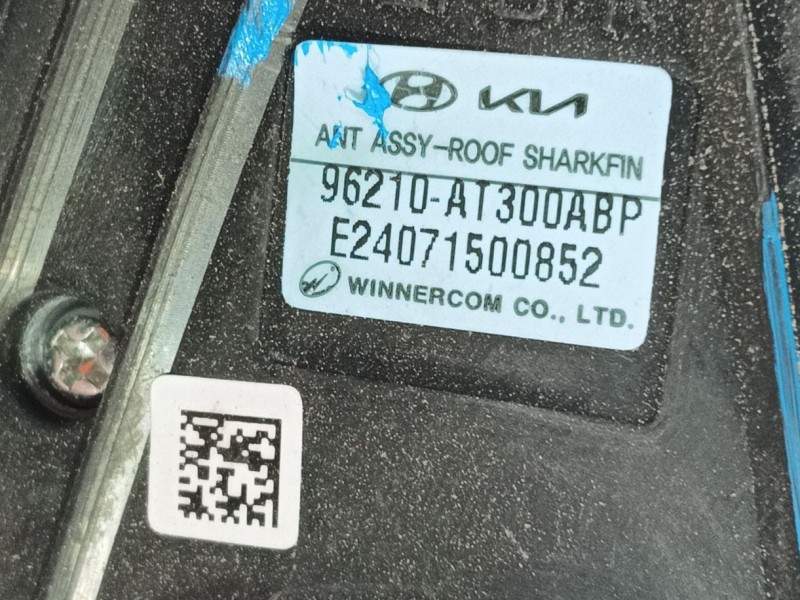 KIA
ANT ASSY-ROOF SHARKFIN
96210-AT300ABP
E24071500852
WINNERCOM CO., LTD.